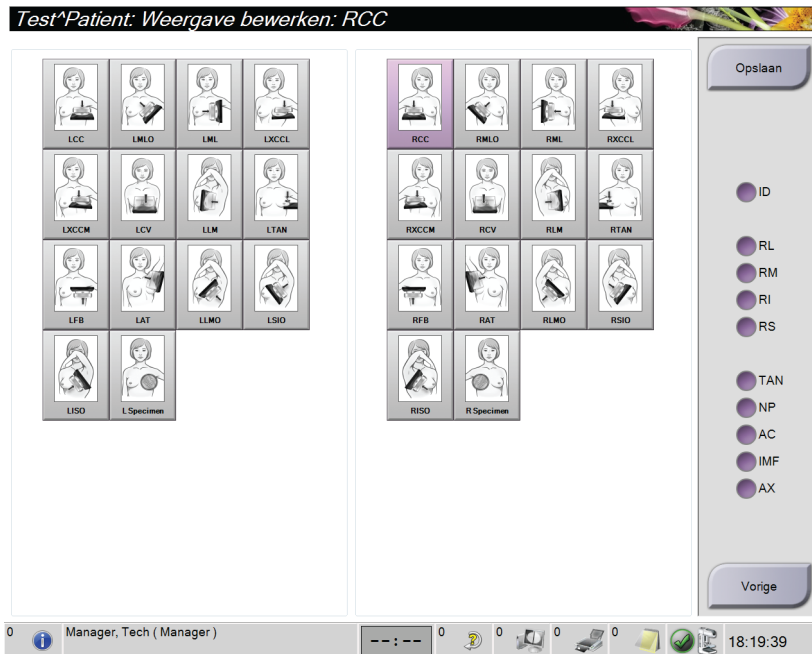 Test^Patient: Weergave bewerken: RCC
LCC LMLO LML LXCCL
LXCCM LCV LLM LTAN
LFB LAT LLMO LSIO
LISO L Specimen
RCC RMLO RML RXCCL
RXCCM RCV RLM RTAN
RFB RAT RLMO RSIO
RISO R Specimen
Opslaan
ID
RL
RM
RI
RS
TAN
NP
AC
IMF
AX
Vorige
0 Manager, Tech ( Manager ) --:-- 0 0 0 0 18:19:39